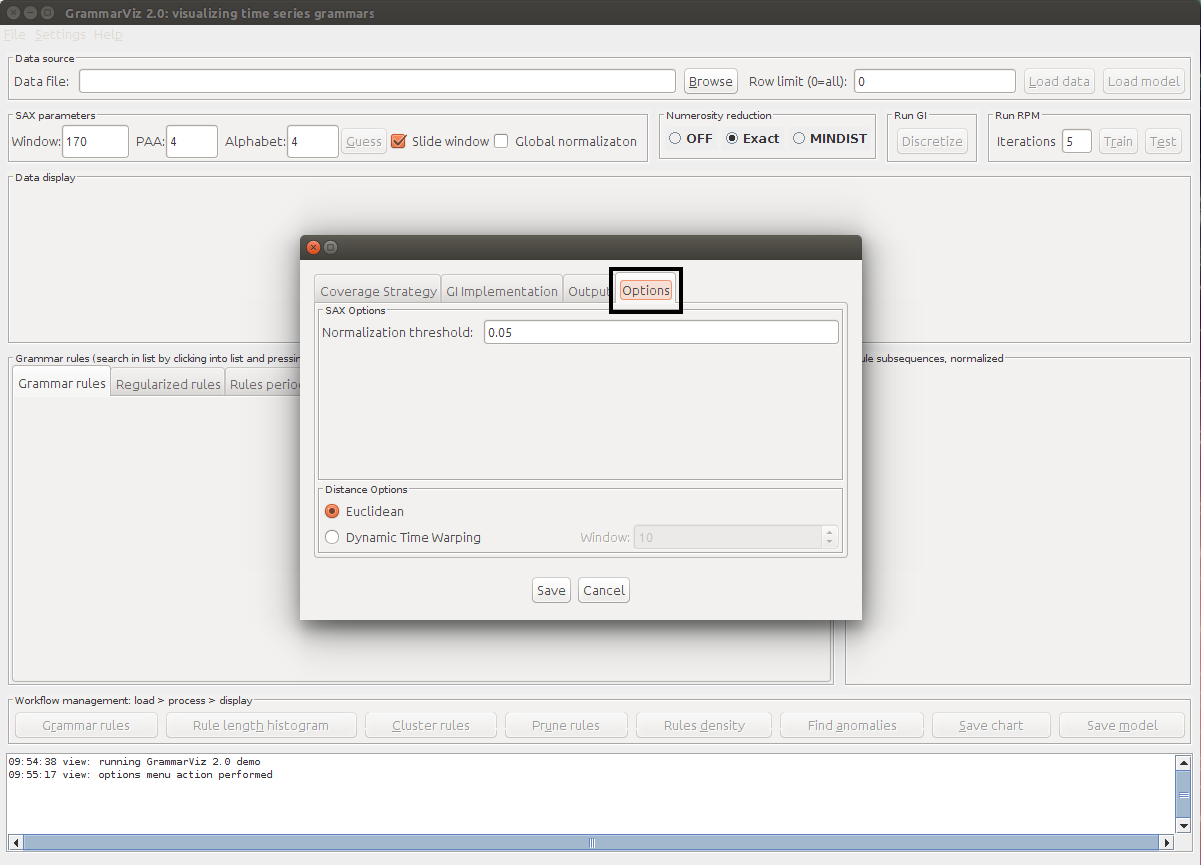 GrammarViz 2.0: visualizing time series grammars
File Settings Help
Data source
Data file: Browse Row limit (0=all): 0 Load data Load model
SAX parameters
Window: 170 PAA: 4 Alphabet: 4 Guess Slide window Global normalizaton
Numerosity reduction
OFF Exact MINDIST
Run GI
Discretize
Run RPM
Iterations 5 Train Test
Data display
Coverage Strategy GI Implementation Output Options
SAX Options
Normalization threshold: 0.05
Distance Options
Euclidean
Dynamic Time Warping Window: 10
Save Cancel
Grammar rules (search in list by clicking into list and pressin
Grammar rules Regularized rules Rules perio
ule subsequences, normalized
Workflow management: load > process > display
Grammar rules Rule length histogram Cluster rules Prune rules Rules density Find anomalies Save chart Save model
09:54:38 view: running GrammarViz 2.0 demo
09:55:17 view: options menu action performed